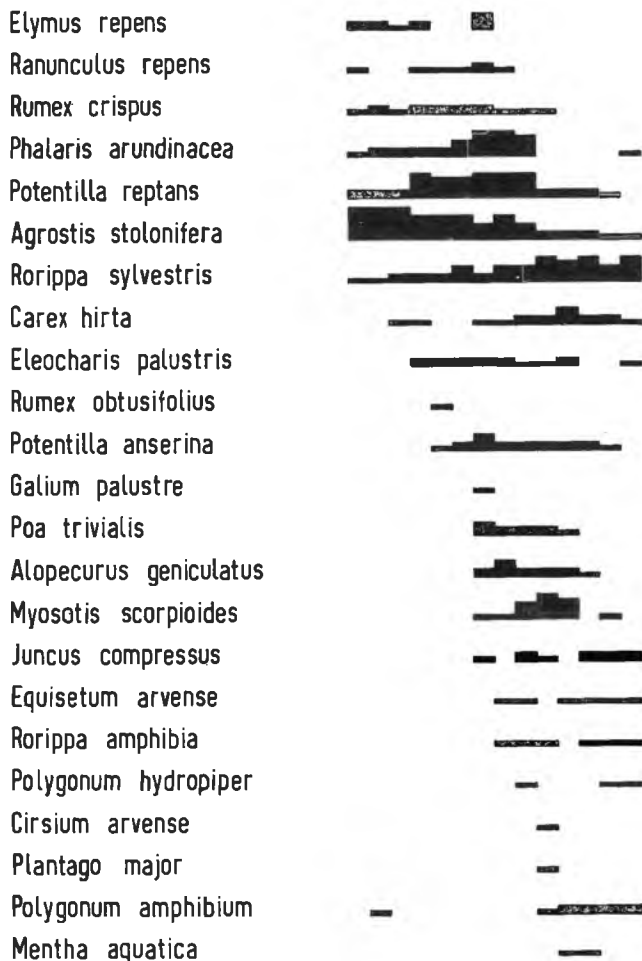 Elymus repens
Ranunculus repens
Rumex crispus
Phalaris arundinacea
Potentilla reptans
Agrostis stolonifera
Rorippa sylvestris
Carex hirta
Eleocharis palustris
Rumex obtusifolius
Potentilla anserina
Galium palustre
Poa trivialis
Alopecurus geniculatus
Myosotis scorpioides
Juncus compressus
Equisetum arvense
Rorippa amphibia
Polygonum hydropiper
Cirsium arvense
Plantago major
Polygonum amphibium
Mentha aquatica